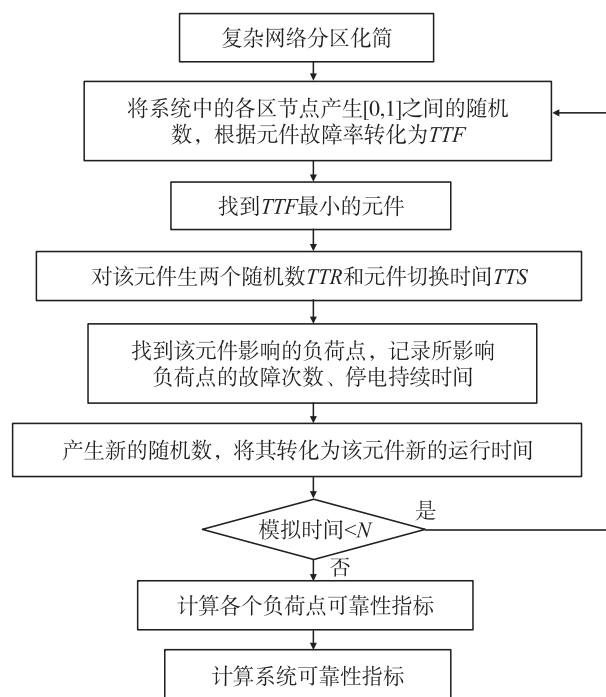 复杂网络分区化简
将系统中的各区节点产生[0,1]之间的随机
数，根据元件故障率转化为TTF
找到TTF最小的元件
对该元件生两个随机数TTR和元件切换时间TTS
找到该元件影响的负荷点，记录所影响
负荷点的故障次数、停电持续时间
产生新的随机数，将其转化为该元件新的运行时间
模拟时间<N
是
否
计算各个负荷点可靠性指标
计算系统可靠性指标